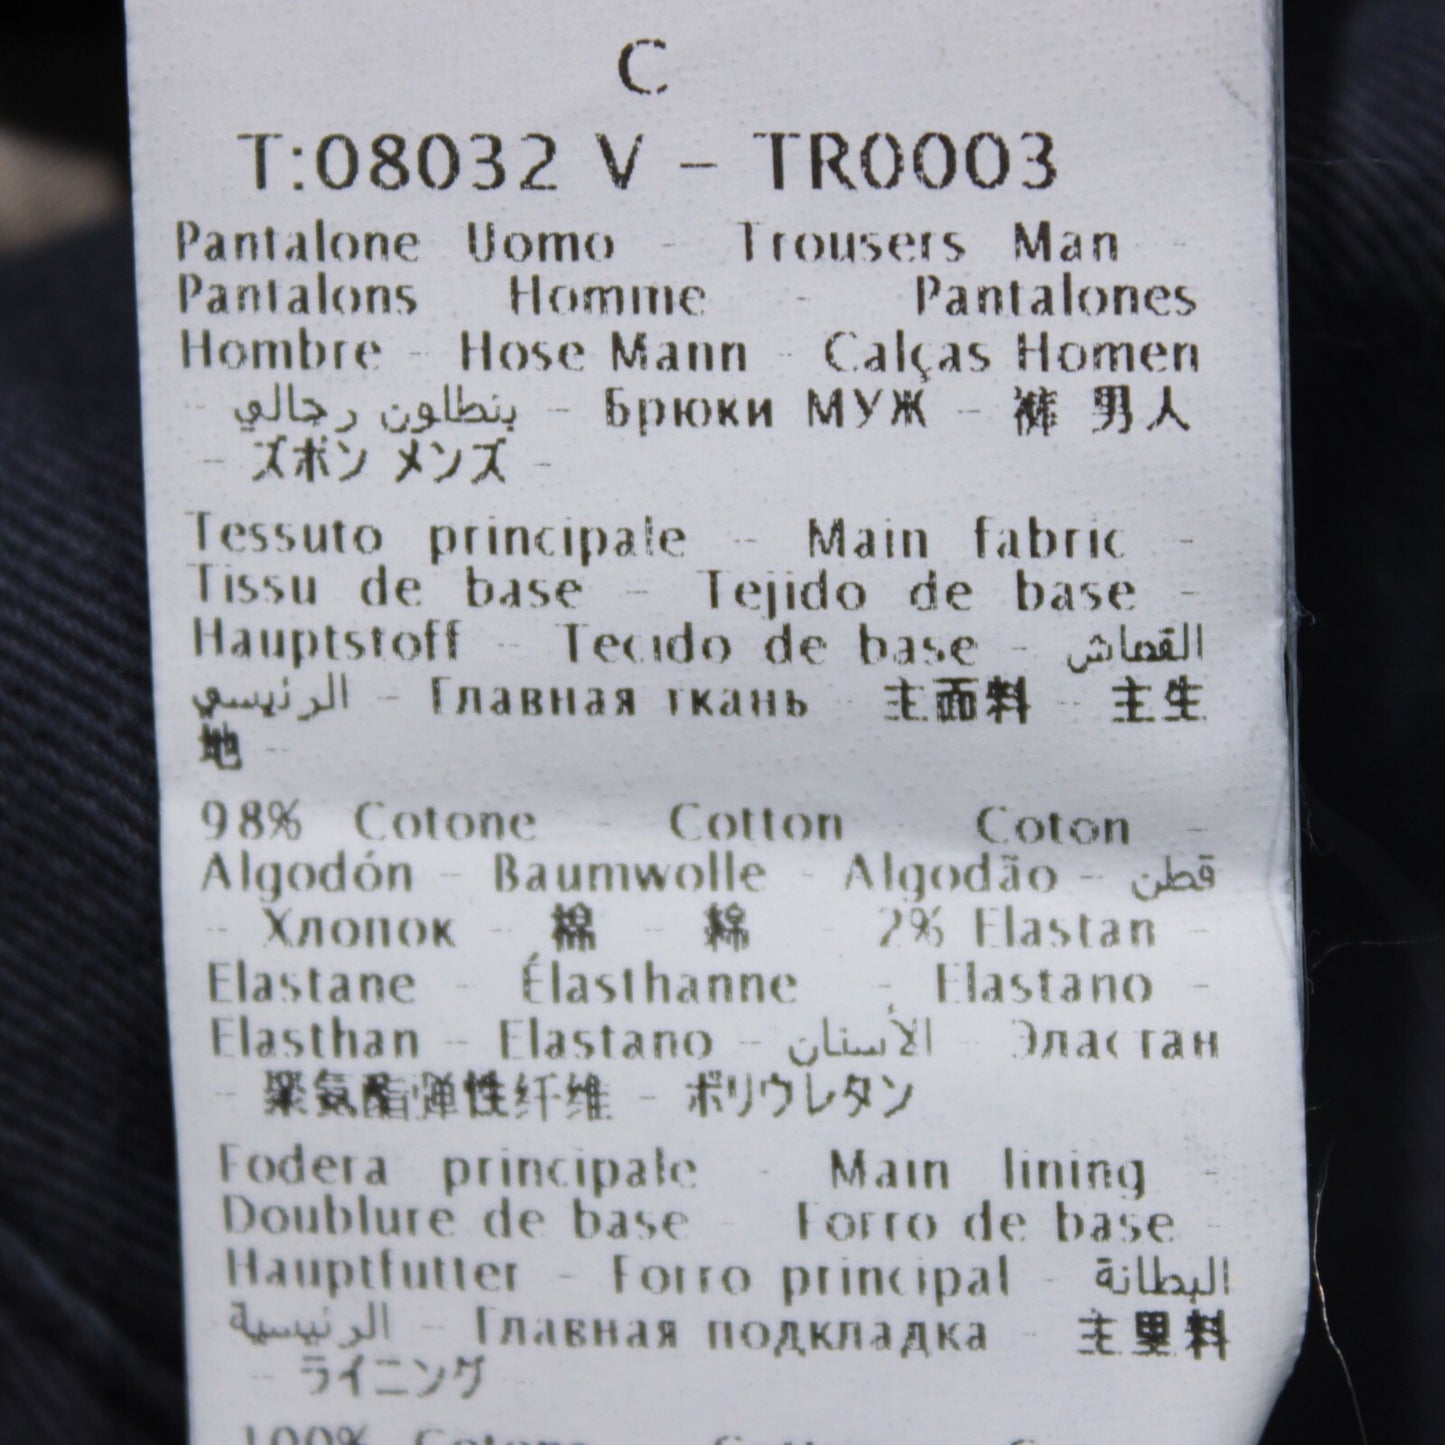 C
T:08032 V - TR0003
Pantalone Uomo - Trousers Man -
Pantalons Homme - Pantalones
Hombre - Hose Mann - Calças Homen
- بنطلون رجالي - Брюки МУЖ - 裤 男人
- ズボン メンズ -
Tessuto principale - Main fabric -
Tissu de base - Tejido de base -
Hauptstoff - Tecido de base - القماش
الرئيسي - Главная ткань - 主面料 - 主生
地 -
98% Cotone - Cotton - Coton -
Algodón - Baumwolle - Algodão - قطن
- Хлопок - 棉 - 綿 - 2% Elastan -
Elastane - Élasthanne - Elastano -
Elasthan - Elastano - الأستان - Эластан
- 聚氨酯弹性纤维 - ポリウレタン
Fodera principale - Main lining -
Doublure de base - Forro de base -
Hauptfutter - Forro principal - البطانة
الرئيسية - Главная подкладка - 主里料
- ライニング
100% Cotone - Cotton - Co